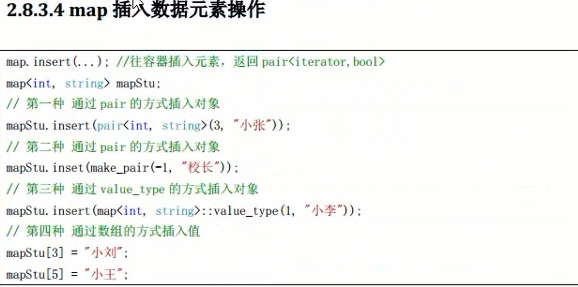 2.8.3.4 map 插入数据元素操作
map.insert(...); //往容器插入元素，返回 pair<iterator,bool>
map<int, string> mapStu;
// 第一种 通过 pair 的方式插入对象
mapStu.insert(pair<int, string>(3, "小张"));
// 第二种 通过 pair 的方式插入对象
mapStu.inset(make_pair(-1, "校长"));
// 第三种 通过 value_type 的方式插入对象
mapStu.insert(map<int, string>::value_type(1, "小李"));
// 第四种 通过数组的方式插入值
mapStu[3] = "小刘";
mapStu[5] = "小王";